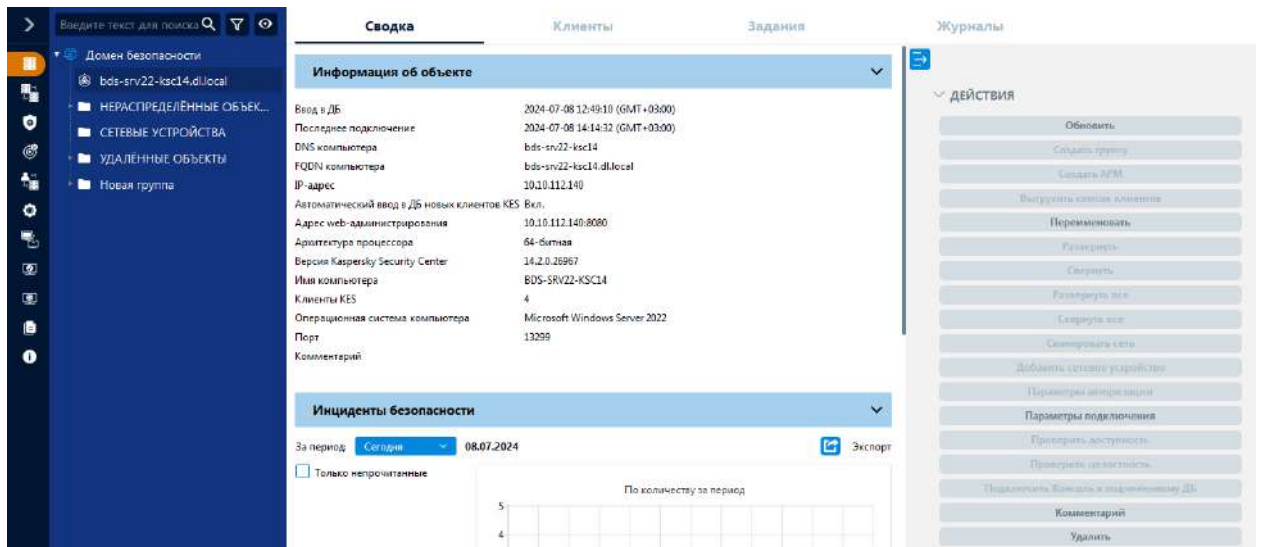 Введите текст для поиска
Домен безопасности
bds-srv22-ksc14.dl.local
НЕРАСПРЕДЕЛЁННЫЕ ОБЪЕК...
СЕТЕВЫЕ УСТРОЙСТВА
УДАЛЁННЫЕ ОБЪЕКТЫ
Новая группа
Сводка Клиенты Задания Журналы
Информация об объекте
Ввод в ДБ 2024-07-08 12:49:10 (GMT+03:00)
Последнее подключение 2024-07-08 14:14:32 (GMT+03:00)
DNS компьютера bds-srv22-ksc14
FQDN компьютера bds-srv22-ksc14.dl.local
IP-адрес 10.10.112.140
Автоматический ввод в ДБ новых клиентов KES Вкл.
Адрес web-администрирования 10.10.112.140:8080
Архитектура процессора 64-битная
Версия Kaspersky Security Center 14.2.0.26967
Имя компьютера BDS-SRV22-KSC14
Клиенты KES 4
Операционная система компьютера Microsoft Windows Server 2022
Порт 13299
Комментарий
Инциденты безопасности
За период: Сегодня 08.07.2024 Экспорт
Только непрочитанные
По количеству за период
5
4
ДЕЙСТВИЯ
Обновить
Создать группу
Создать АРМ
Выгрузить список клиентов
Переименовать
Развернуть
Свернуть
Развернуть все
Свернуть все
Сканировать сеть
Добавить сетевое устройство
Параметры авторизации
Параметры подключения
Проверить доступность
Проверить целостность
Подключить Консоль к подчиненному ДБ
Комментарий
Удалить